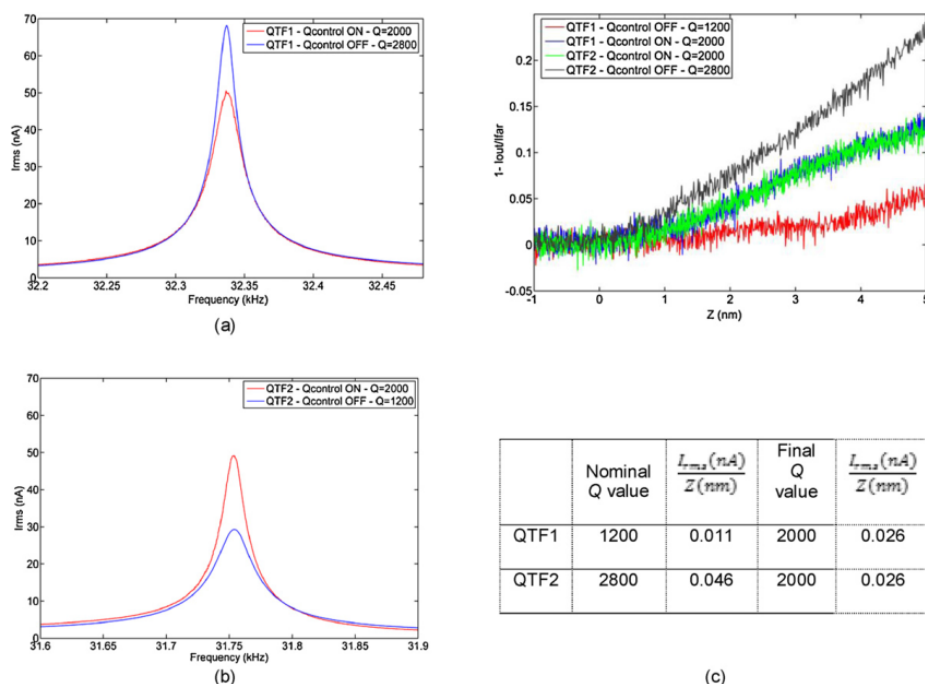 70
60
50
40
30
20
10
0
32.2
32.25
32.3
32.35
32.4
32.45
Irms (nA)
Frequency (kHz)
QTF1 - Qcontrol ON - Q=2000
QTF1 - Qcontrol OFF - Q=2800
(a)
0.2
0.15
0.1
0.05
0
-0.05
-1
0
1
2
3
4
5
1- Iout/Ifar
Z (nm)
QTF1 - Qcontrol OFF - Q=1200
QTF1 - Qcontrol ON - Q=2000
QTF2 - Qcontrol ON - Q=2000
QTF2 - Qcontrol OFF - Q=2800
70
60
50
40
30
20
10
0
31.6
31.65
31.7
31.75
31.8
31.85
31.9
Irms (nA)
Frequency (kHz)
QTF2 - Qcontrol ON - Q=2000
QTF2 - Qcontrol OFF - Q=1200
(b)
Nominal Q value
Irms(nA)
Z(nm)
Final Q value
Irms(nA)
Z(nm)
QTF1 1200 0.011 2000 0.026
QTF2 2800 0.046 2000 0.026
(c)